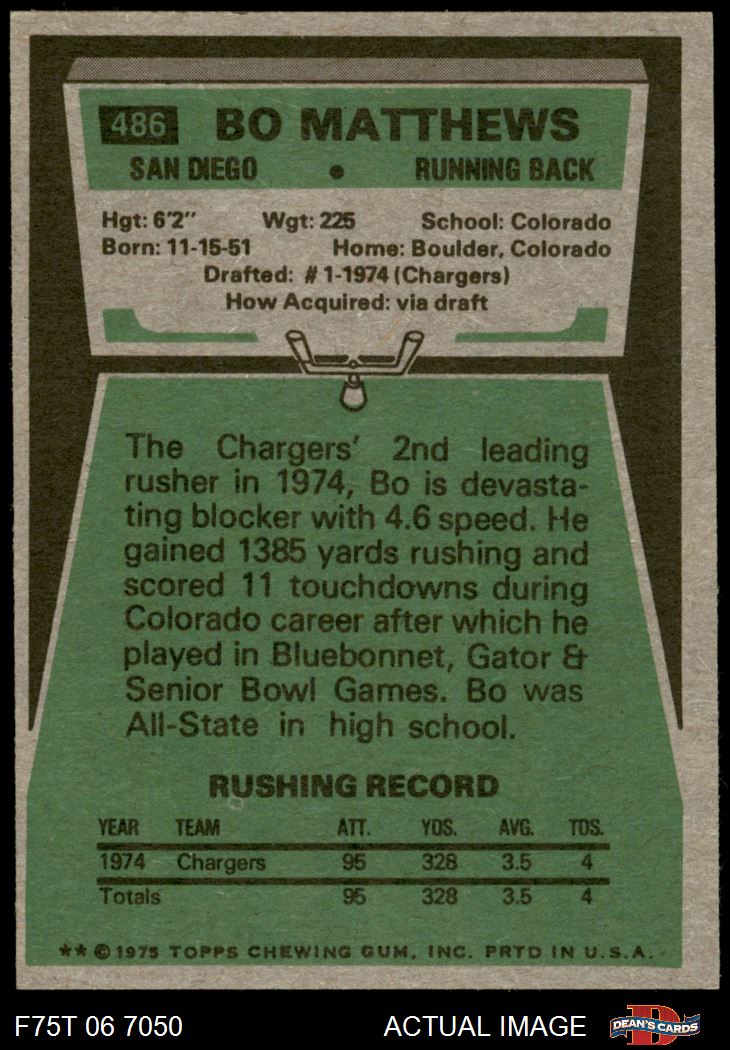 486 BO MATTHEWS
SAN DIEGO • RUNNING BACK
Hgt: 6'2" Wgt: 225 School: Colorado
Born: 11-15-51 Home: Boulder, Colorado
Drafted: #1-1974 (Chargers)
How Acquired: via draft
The Chargers' 2nd leading
rusher in 1974, Bo is devasta-
ting blocker with 4.6 speed. He
gained 1385 yards rushing and
scored 11 touchdowns during
Colorado career after which he
played in Bluebonnet, Gator &
Senior Bowl Games. Bo was
All-State in high school.
RUSHING RECORD
YEAR TEAM ATT. YDS. AVG. TDS.
1974 Chargers 95 328 3.5 4
Totals 95 328 3.5 4
** © 1975 TOPPS CHEWING GUM, INC. PRTD IN U.S.A.
F75T 06 7050 ACTUAL IMAGE D DEAN'S CARDS